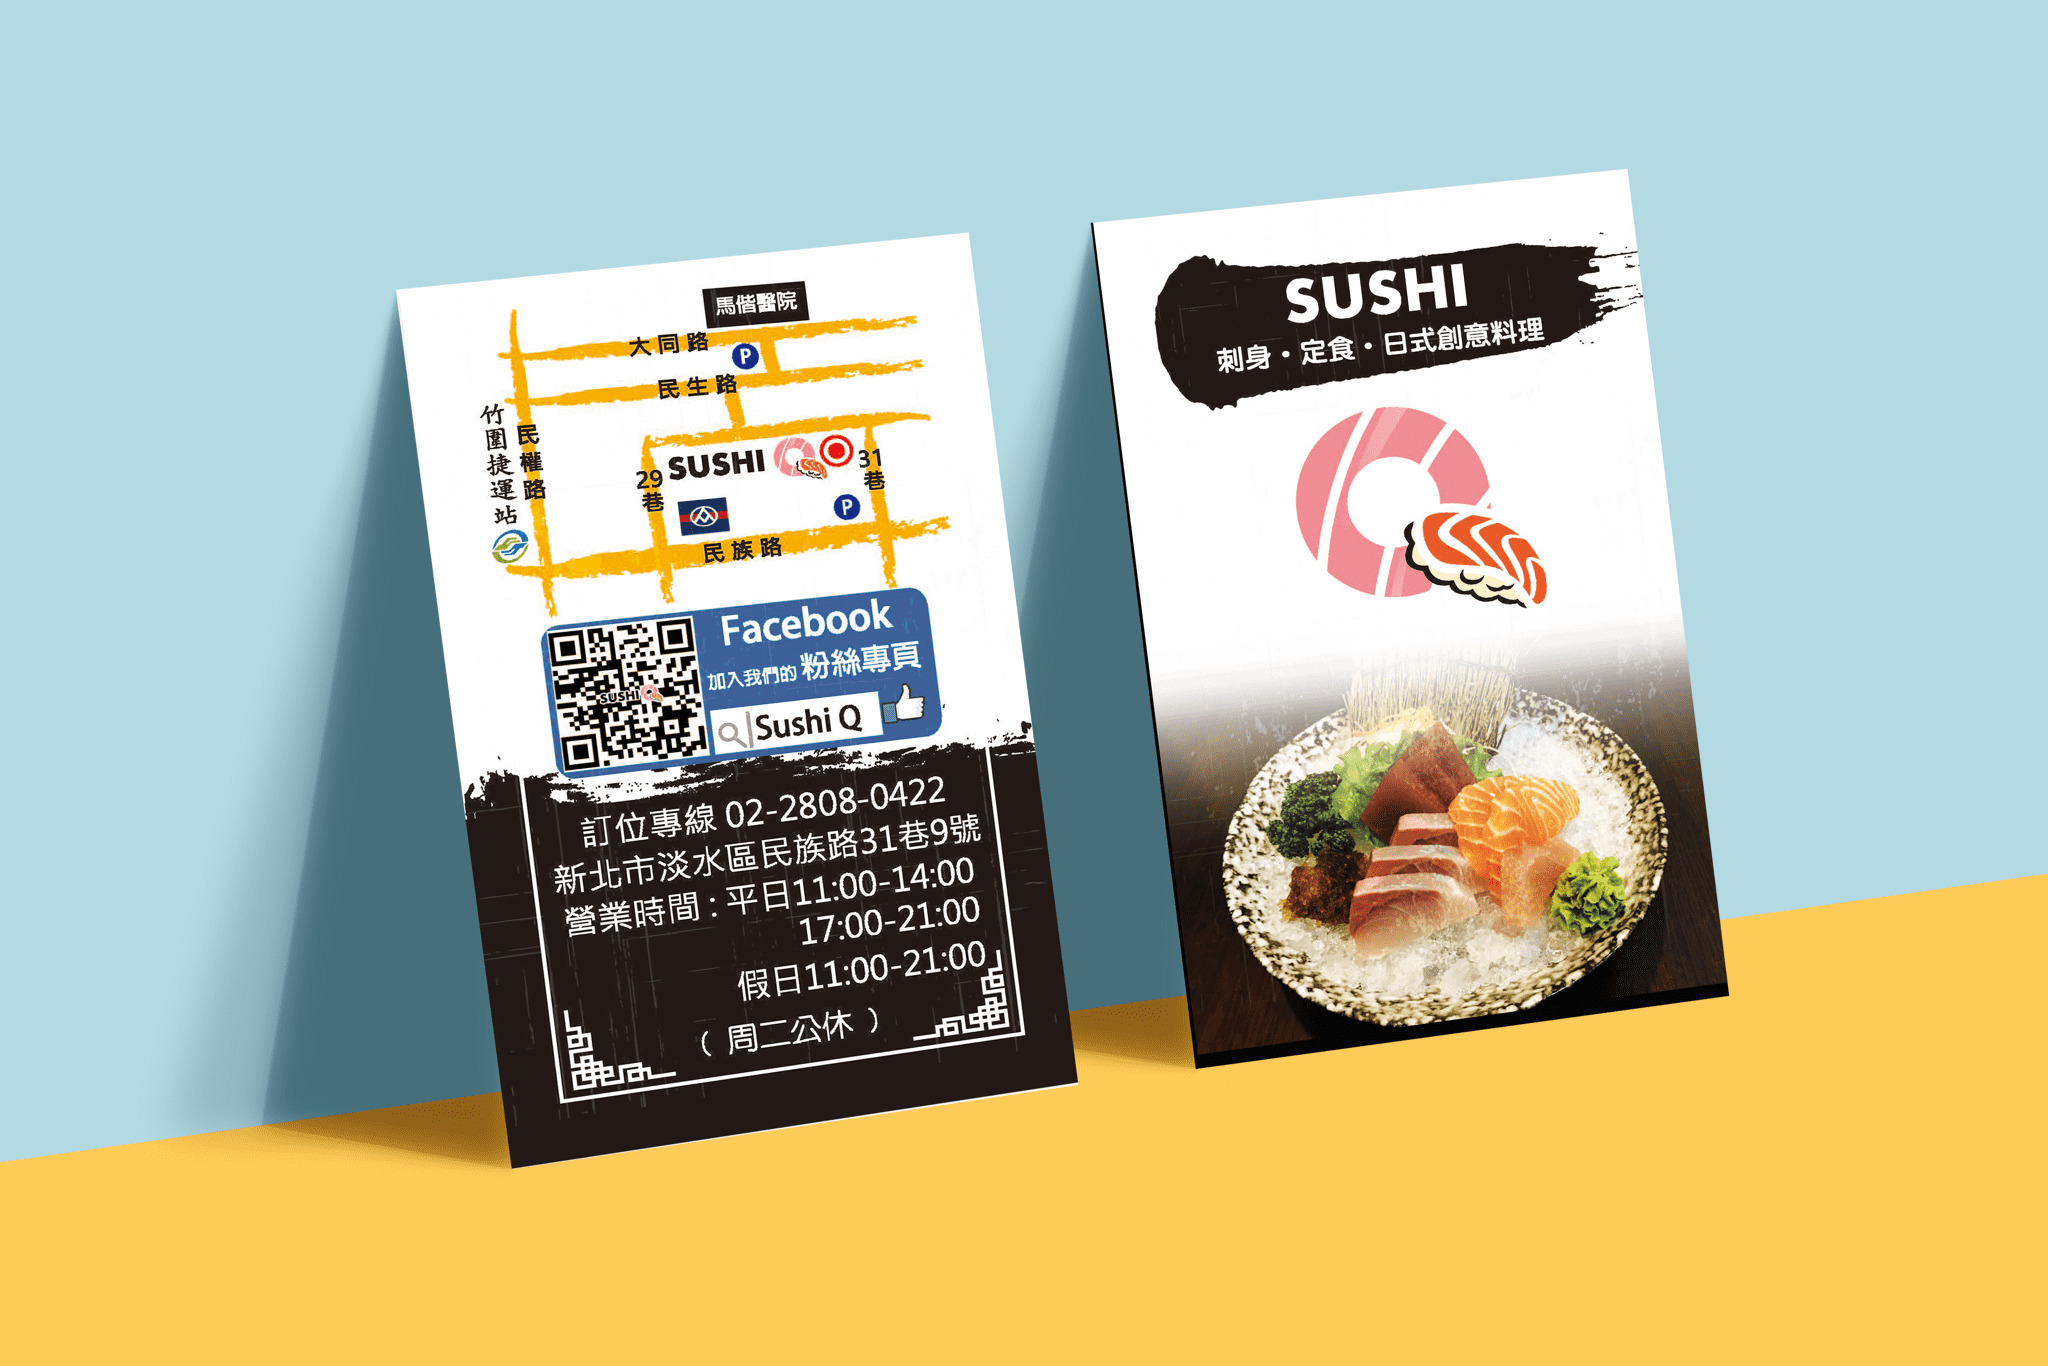 馬偕醫院
大同路
P
民生路
竹圍捷運站
民權路
29巷
SUSHI Q
31巷
P
民族路
SUSHI Q
Facebook
加入我們的 粉絲專頁
Sushi Q
訂位專線 02-2808-0422
新北市淡水區民族路31巷9號
營業時間:平日11:00-14:00
17:00-21:00
假日11:00-21:00
( 周二公休 )
SUSHI
刺身·定食·日式創意料理
Q